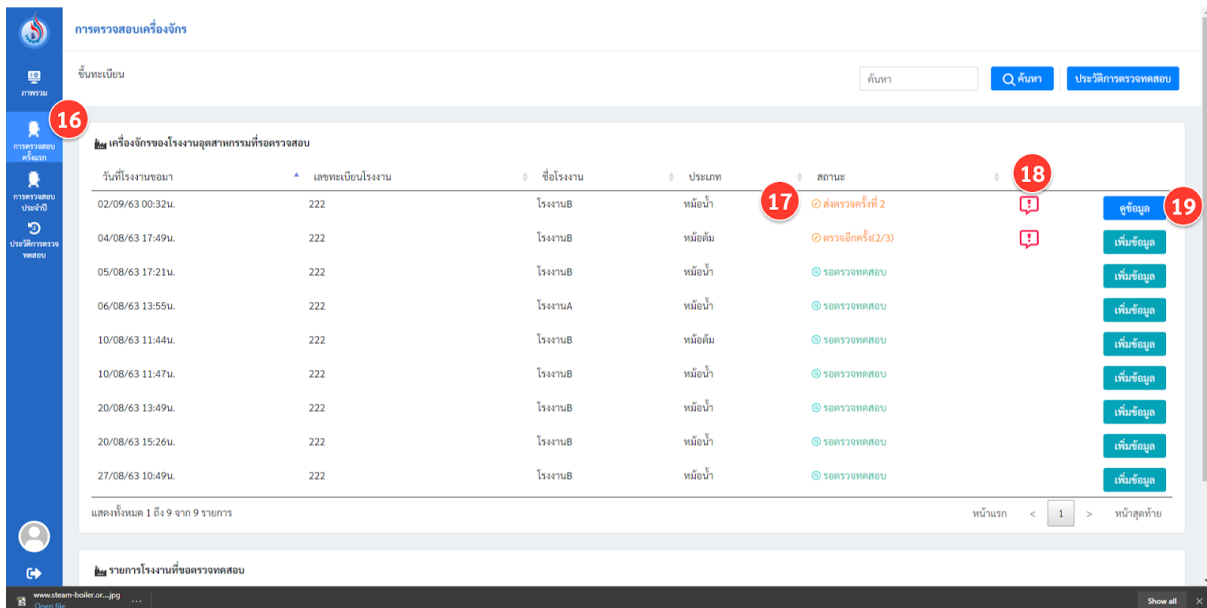 การตรวจสอบเครื่องจักร
ภาพรวม
ขึ้นทะเบียน
ค้นหา
ค้นหา
ประวัติการตรวจทดสอบ
16
การตรวจสอบ
ครั้งแรก
การตรวจสอบ
ประจำปี
ประวัติการตรวจ
ทดสอบ
เครื่องจักรของโรงงานอุตสาหกรรมที่รอตรวจสอบ
วันที่โรงงานขอมา เลขทะเบียนโรงงาน ชื่อโรงงาน ประเภท สถานะ 18
02/09/63 00:32น. 222 โรงงานB หม้อน้ำ 17 ส่งตรวจครั้งที่ 2 ดูข้อมูล 19
04/08/63 17:49น. 222 โรงงานB หม้อต้ม ตรวจอีกครั้ง(2/3) เพิ่มข้อมูล
05/08/63 17:21น. 222 โรงงานB หม้อน้ำ รอตรวจทดสอบ เพิ่มข้อมูล
06/08/63 13:55น. 222 โรงงานA หม้อน้ำ รอตรวจทดสอบ เพิ่มข้อมูล
10/08/63 11:44น. 222 โรงงานB หม้อต้ม รอตรวจทดสอบ เพิ่มข้อมูล
10/08/63 11:47น. 222 โรงงานB หม้อน้ำ รอตรวจทดสอบ เพิ่มข้อมูล
20/08/63 13:49น. 222 โรงงานB หม้อน้ำ รอตรวจทดสอบ เพิ่มข้อมูล
20/08/63 15:26น. 222 โรงงานB หม้อน้ำ รอตรวจทดสอบ เพิ่มข้อมูล
27/08/63 10:49น. 222 โรงงานB หม้อน้ำ รอตรวจทดสอบ เพิ่มข้อมูล
แสดงทั้งหมด 1 ถึง 9 จาก 9 รายการ หน้าแรก < 1 > หน้าสุดท้าย
รายการโรงงานที่ขอตรวจทดสอบ
www.steam-boiler.or....jpg ... Show all
Open file